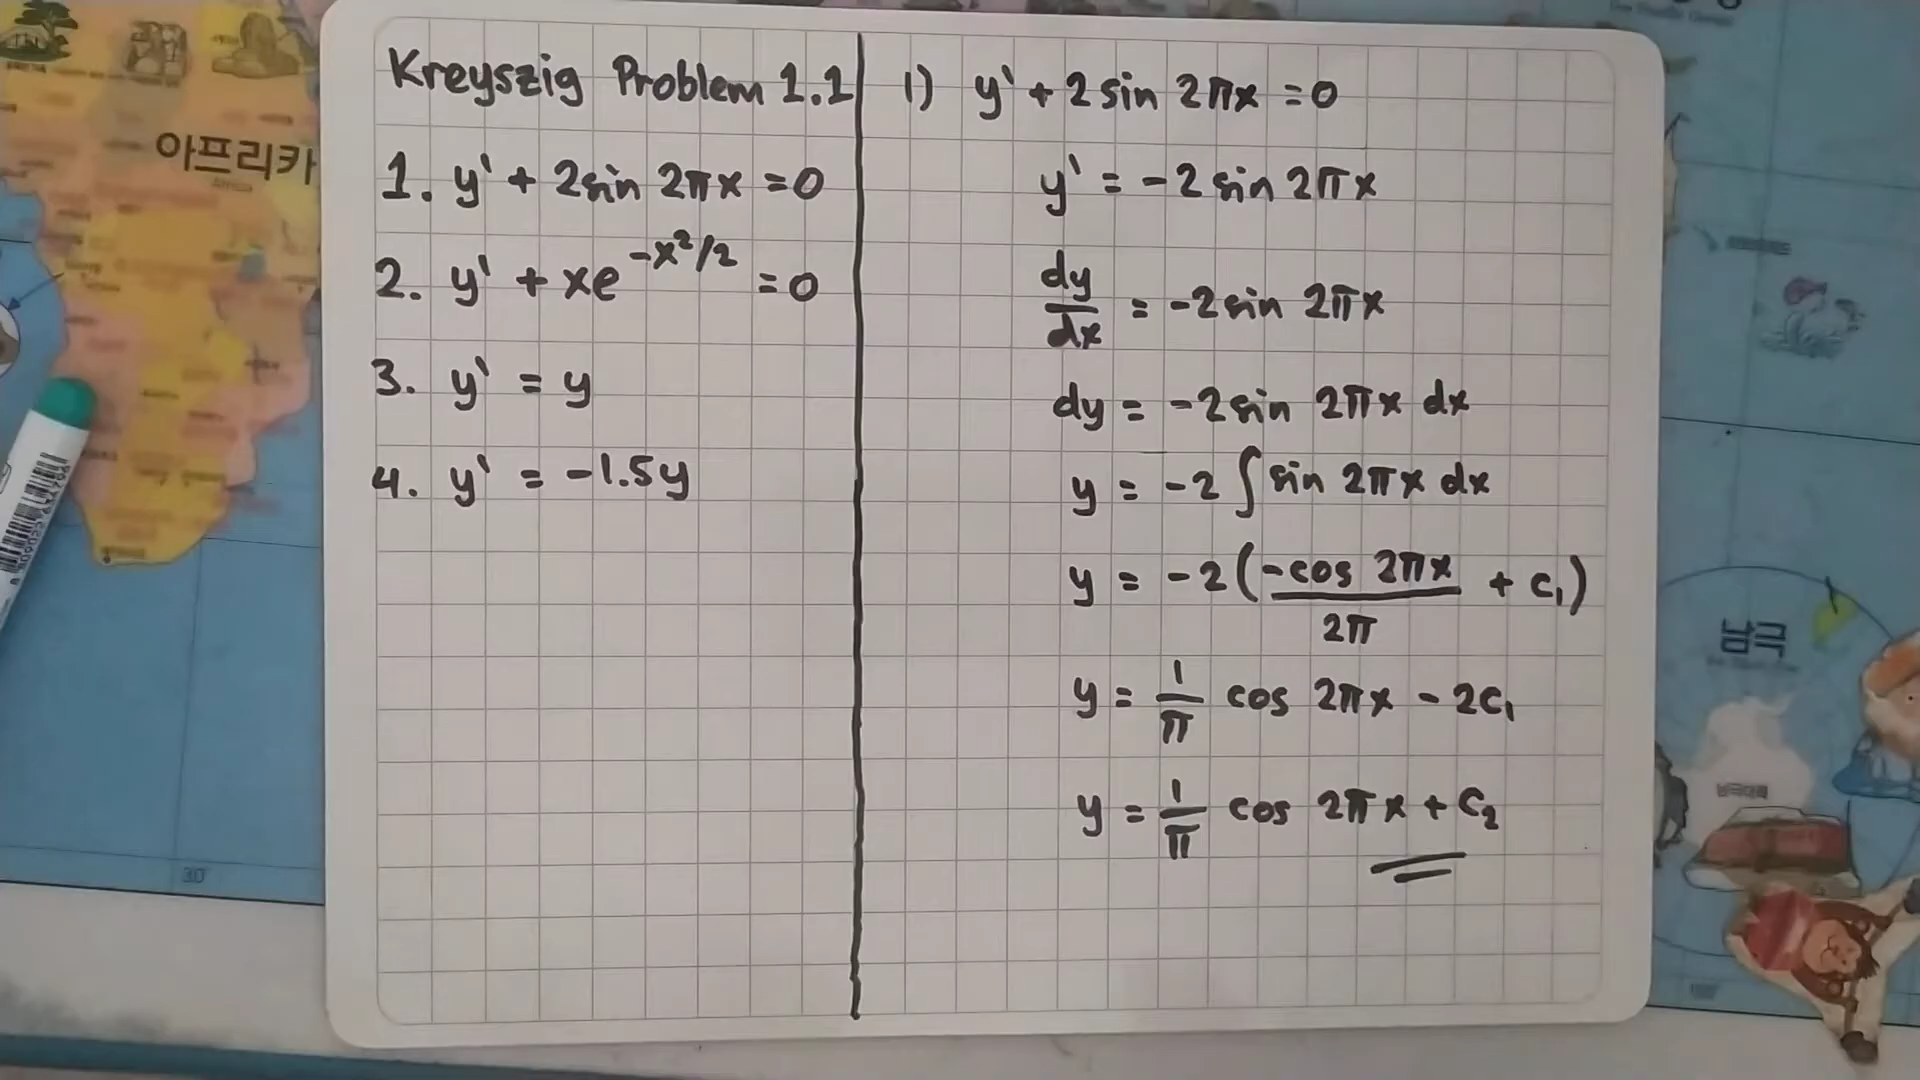 Kreyszig Problem 1.1
1. y' + 2 sin 2πx = 0
2. y' + xe^{-x²/2} = 0
3. y' = y
4. y' = -1.5y
1) y' + 2 sin 2πx = 0
y' = -2 sin 2πx
dy/dx = -2 sin 2πx
dy = -2 sin 2πx dx
y = -2 ∫ sin 2πx dx
y = -2 (-cos 2πx / 2π + c₁)
y = 1/π cos 2πx - 2c₁
y = 1/π cos 2πx + c₂
아프리카
남극
30